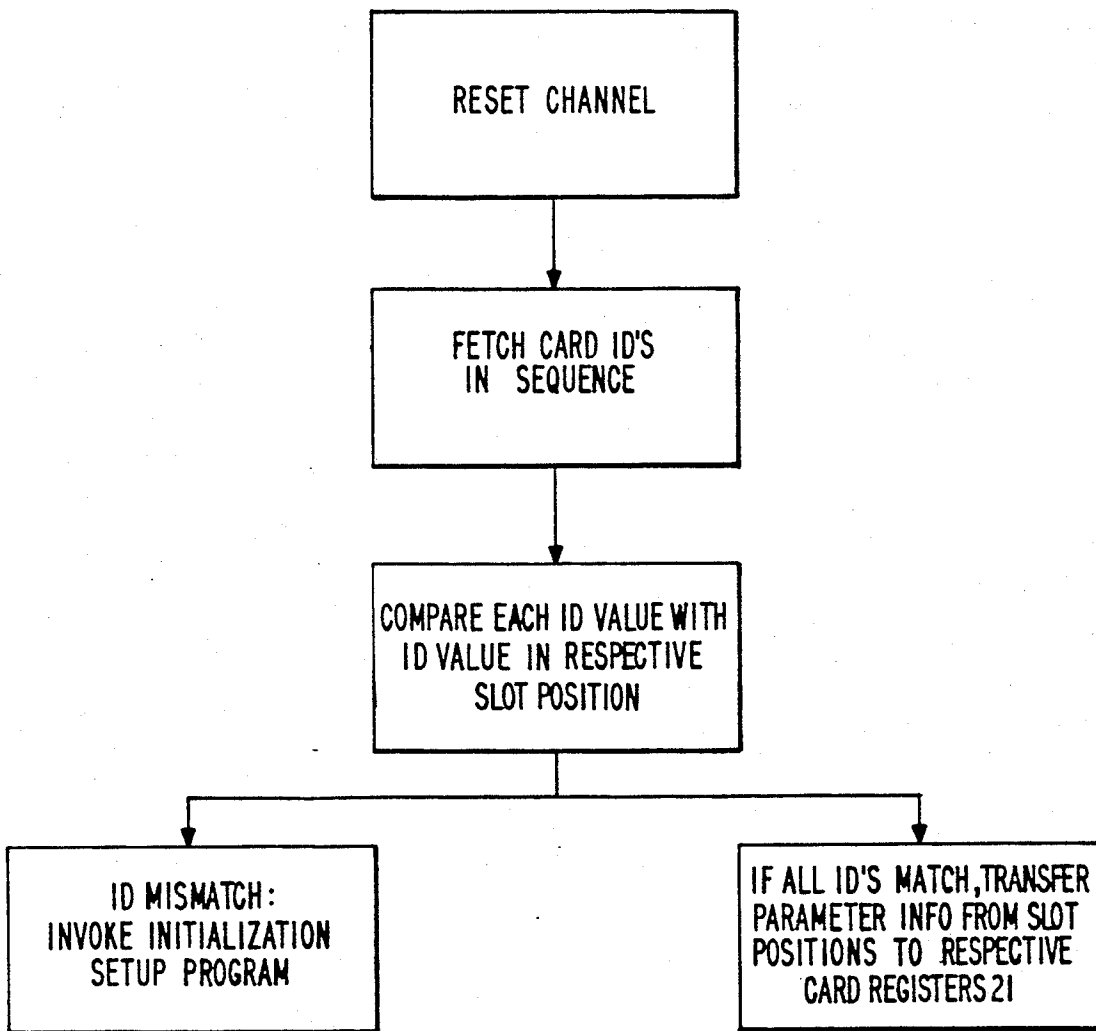 RESET CHANNEL
FETCH CARD ID'S
IN SEQUENCE
COMPARE EACH ID VALUE WITH
ID VALUE IN RESPECTIVE
SLOT POSITION
ID MISMATCH:
INVOKE INITIALIZATION
SETUP PROGRAM
IF ALL ID'S MATCH, TRANSFER
PARAMETER INFO FROM SLOT
POSITIONS TO RESPECTIVE
CARD REGISTERS 21